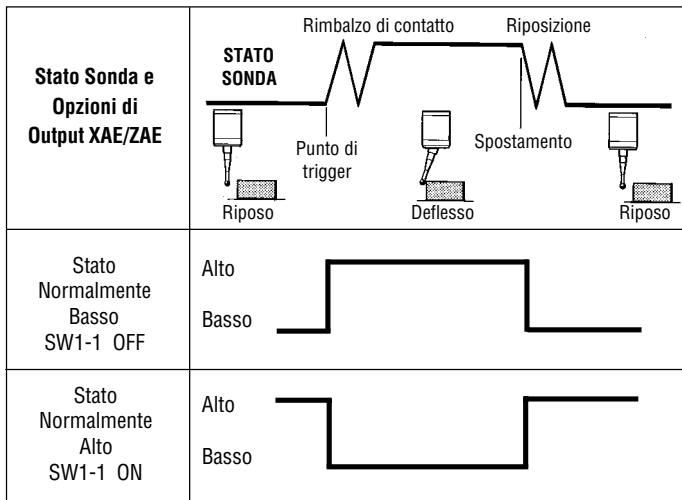 Stato Sonda e
Opzioni di
Output XAE/ZAE
Rimbalzo di contatto
Riposizione
STATO
SONDA
Punto di
trigger
Spostamento
Riposo
Deflesso
Riposo
Stato
Normalmente
Basso
SW1-1 OFF
Alto
Basso
Stato
Normalmente
Alto
SW1-1 ON
Alto
Basso